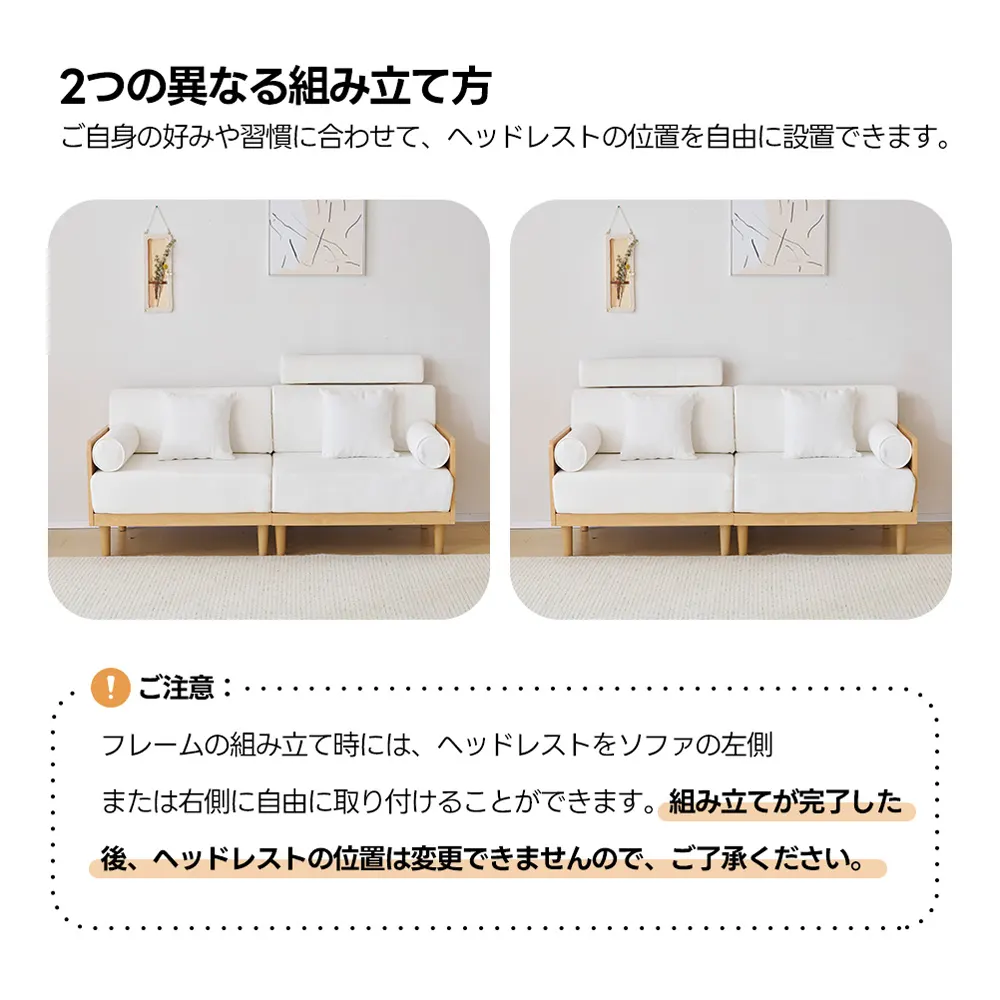 2つの異なる組み立て方
ご自身の好みや習慣に合わせて、ヘッドレストの位置を自由に設置できます。
! ご注意：
フレームの組み立て時には、ヘッドレストをソファの左側
または右側に自由に取り付けることができます。組み立てが完了した
後、ヘッドレストの位置は変更できませんので、ご了承ください。